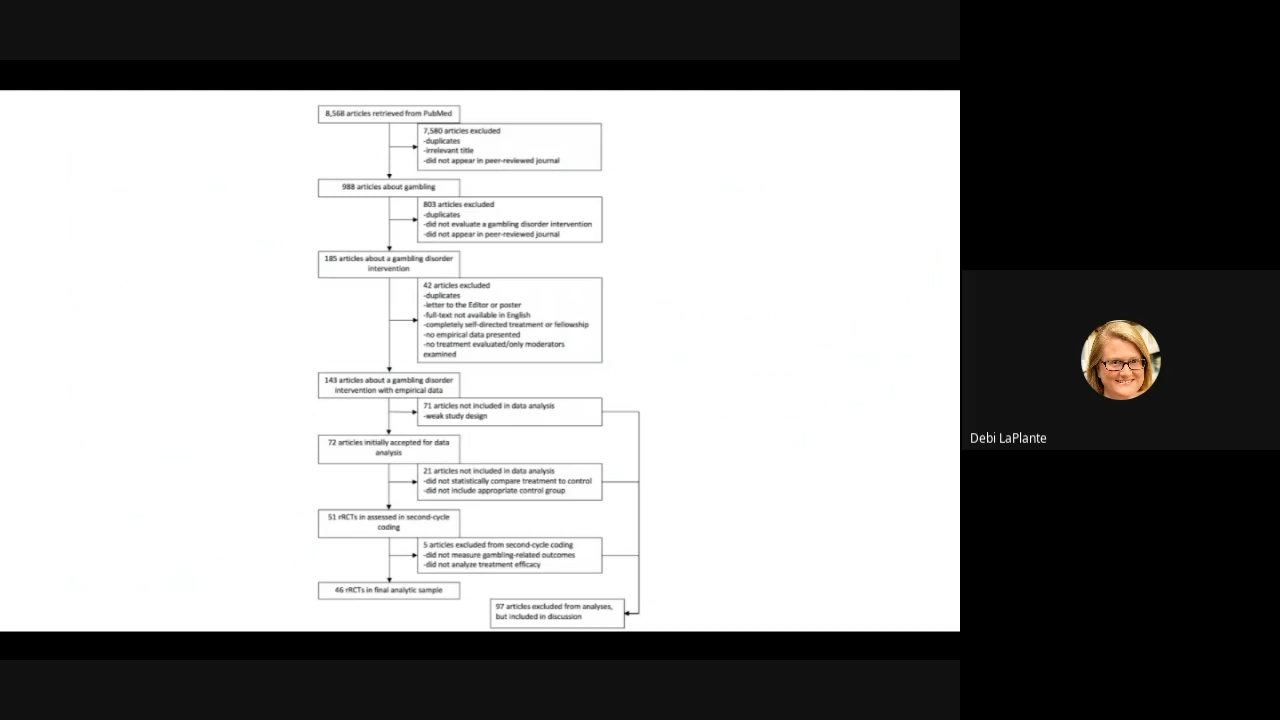 8,568 articles retrieved from PubMed
7,580 articles excluded
-duplicates
-irrelevant title
-did not appear in peer-reviewed journal
988 articles about gambling
803 articles excluded
-duplicates
-did not evaluate a gambling disorder intervention
-did not appear in peer-reviewed journal
185 articles about a gambling disorder
intervention
42 articles excluded
-duplicates
-letter to the Editor or poster
-full-text not available in English
-completely self-directed treatment or fellowship
-no empirical data presented
-no treatment evaluated/only moderators
examined
143 articles about a gambling disorder
intervention with empirical data
71 articles not included in data analysis
-weak study design
72 articles initially accepted for data
analysis
21 articles not included in data analysis
-did not statistically compare treatment to control
-did not include appropriate control group
51 rRCTs in assessed in second-cycle
coding
5 articles excluded from second-cycle coding
-did not measure gambling-related outcomes
-did not analyze treatment efficacy
46 rRCTs in final analytic sample
97 articles excluded from analyses,
but included in discussion
Debi LaPlante